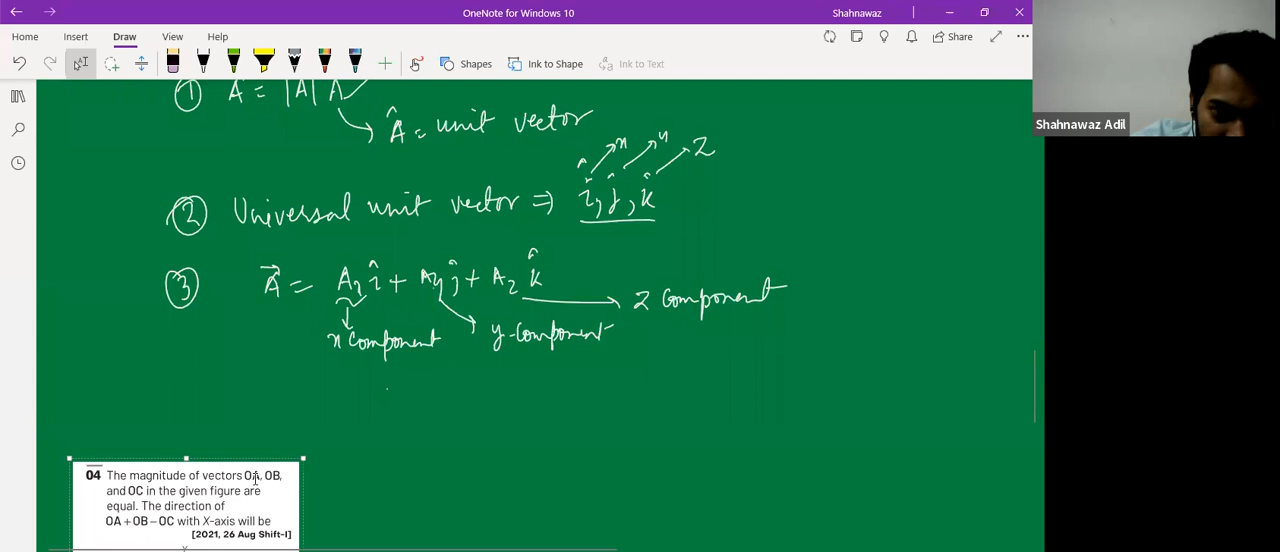 OneNote for Windows 10
Shahnawaz
Home Insert Draw View Help
Share
Shapes
Ink to Shape
Ink to Text
Shahnawaz Adil
① A = |A| Â
Â = unit vector
x y z
② Universal unit vector ⇒ î, ĵ, k̂
③ A⃗ = Aₓ î + Aᵧ ĵ + A_z k̂
z component
x component
y-component
04 The magnitude of vectors OA, OB,
and OC in the given figure are
equal. The direction of
OA + OB − OC with X-axis will be
[2021, 26 Aug Shift-I]
Y